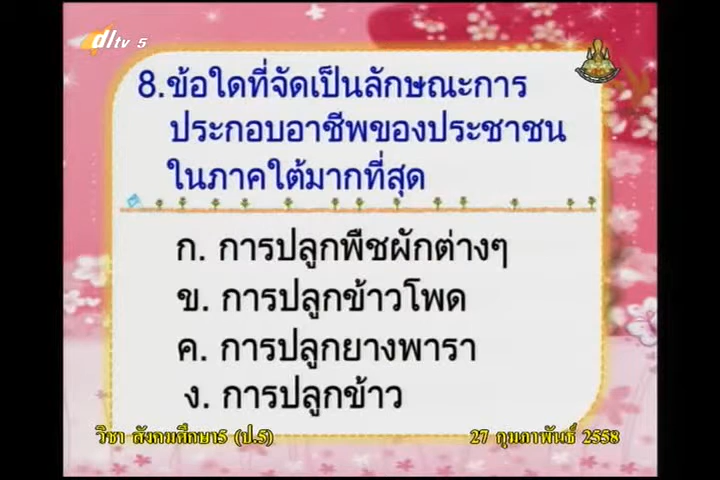 dltv 5
8.ข้อใดที่จัดเป็นลักษณะการ
ประกอบอาชีพของประชาชน
ในภาคใต้มากที่สุด
ก. การปลูกพืชผักต่างๆ
ข. การปลูกข้าวโพด
ค. การปลูกยางพารา
ง. การปลูกข้าว
วิชา สังคมศึกษา5 (ป.5)
27 กุมภาพันธ์ 2558